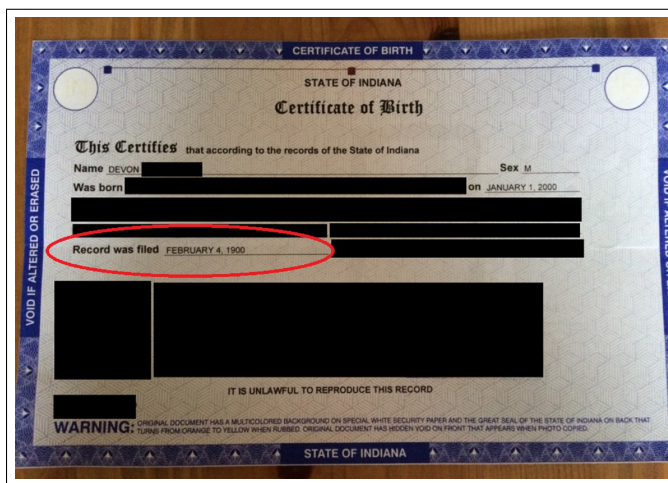 CERTIFICATE OF BIRTH
STATE OF INDIANA
Certificate of Birth
This Certifies that according to the records of the State of Indiana
Name DEVON Sex M
Was born on JANUARY 1, 2000
Record was filed FEBRUARY 4, 1900
VOID IF ALTERED OR ERASED
IT IS UNLAWFUL TO REPRODUCE THIS RECORD
WARNING: ORIGINAL DOCUMENT HAS A MULTICOLORED BACKGROUND ON SPECIAL WHITE SECURITY PAPER AND THE GREAT SEAL OF THE STATE OF INDIANA ON BACK THAT
TURNS FROM ORANGE TO YELLOW WHEN RUBBED. ORIGINAL DOCUMENT HAS HIDDEN VOID ON FRONT THAT APPEARS WHEN PHOTO COPIED.
STATE OF INDIANA